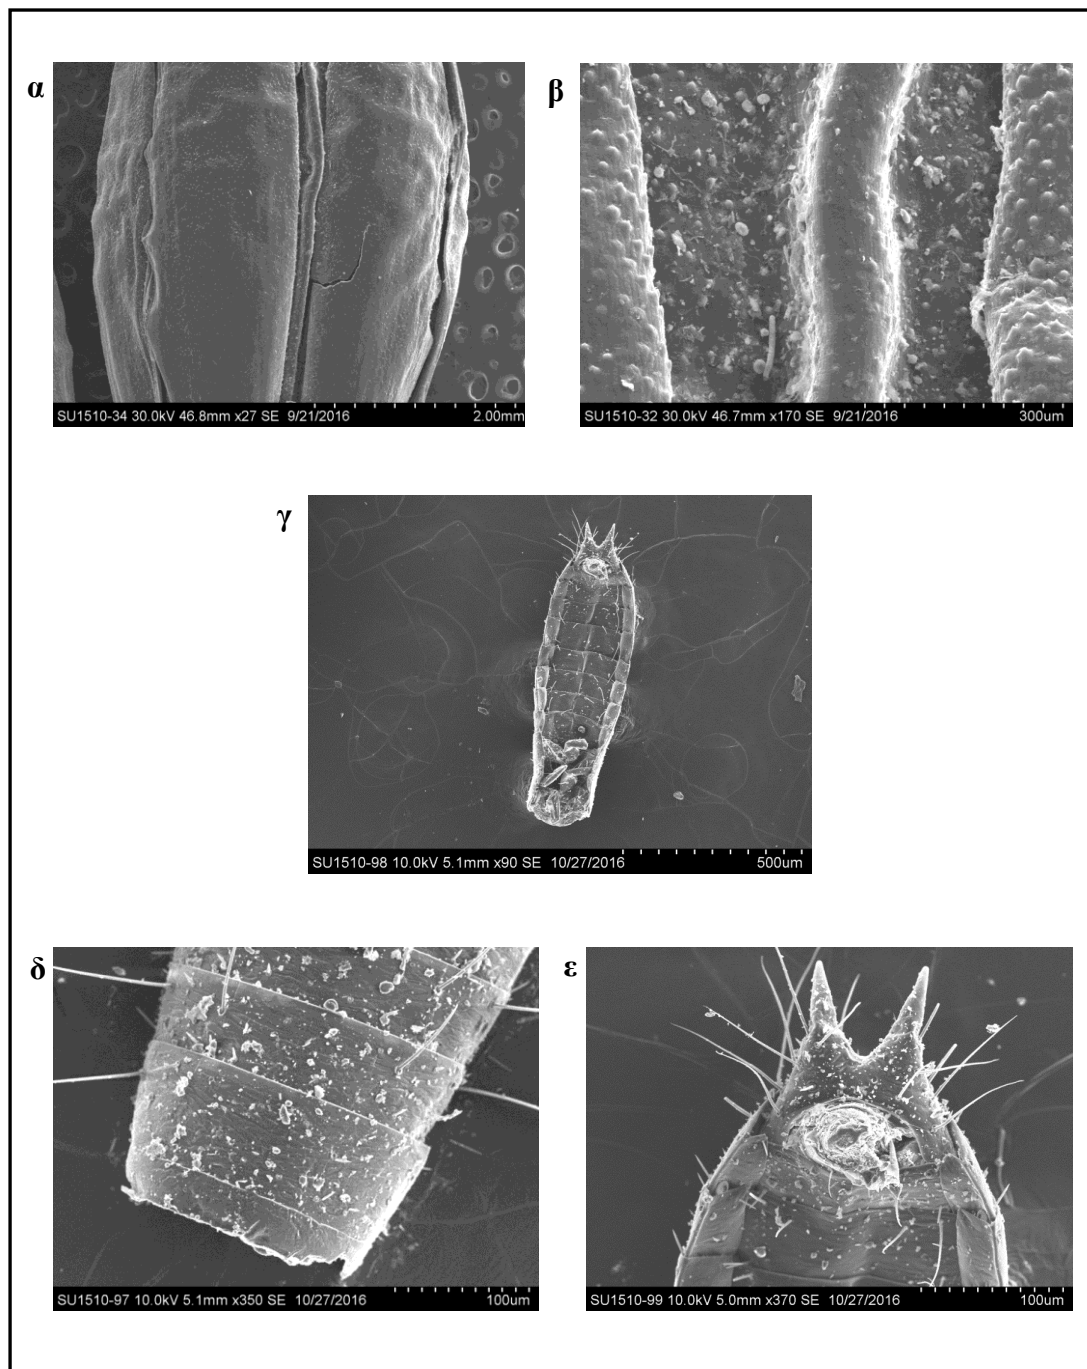 α
β
SU1510-34 30.0kV 46.8mm x27 SE 9/21/2016 2.00mm
SU1510-32 30.0kV 46.7mm x170 SE 9/21/2016 300um
γ
SU1510-98 10.0kV 5.1mm x90 SE 10/27/2016 500um
δ
ε
SU1510-97 10.0kV 5.1mm x350 SE 10/27/2016 100um
SU1510-99 10.0kV 5.0mm x370 SE 10/27/2016 100um